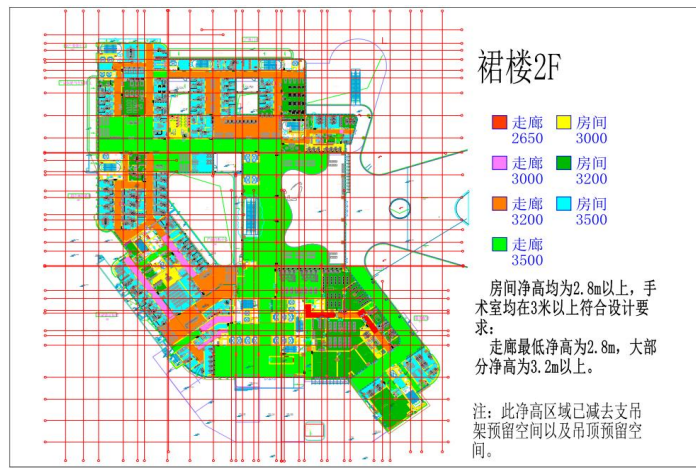 裙楼2F
走廊 房间
2650 3000
走廊 房间
3000 3200
走廊 房间
3200 3500
走廊
3500
房间净高均为2.8m以上，手
术室均在3米以上符合设计要
求：
走廊最低净高为2.8m，大部
分净高为3.2m以上。
注：此净高区域已减去支吊
架预留空间以及吊顶预留空
间。